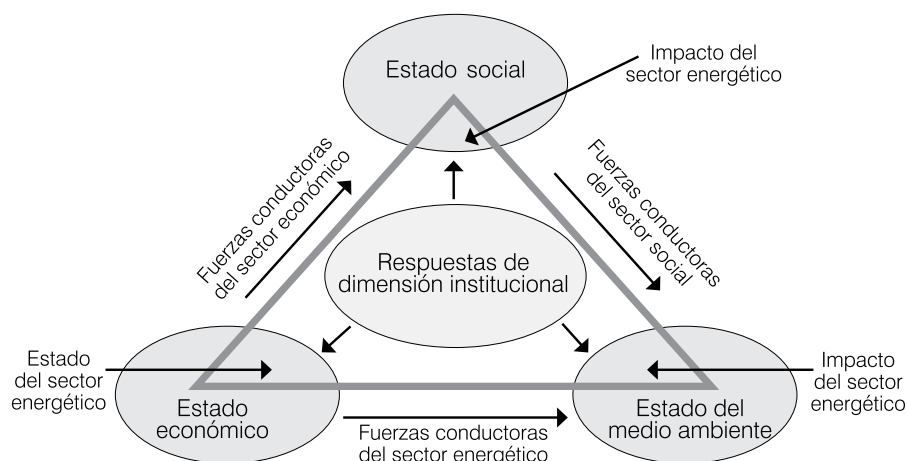 Estado social
Impacto del
sector energético
Fuerzas conductoras
del sector económico
Fuerzas conductoras
del sector social
Respuestas de
dimensión institucional
Estado
del sector
energético
Impacto
del sector
energético
Estado
económico
Estado del
medio ambiente
Fuerzas conductoras
del sector energético